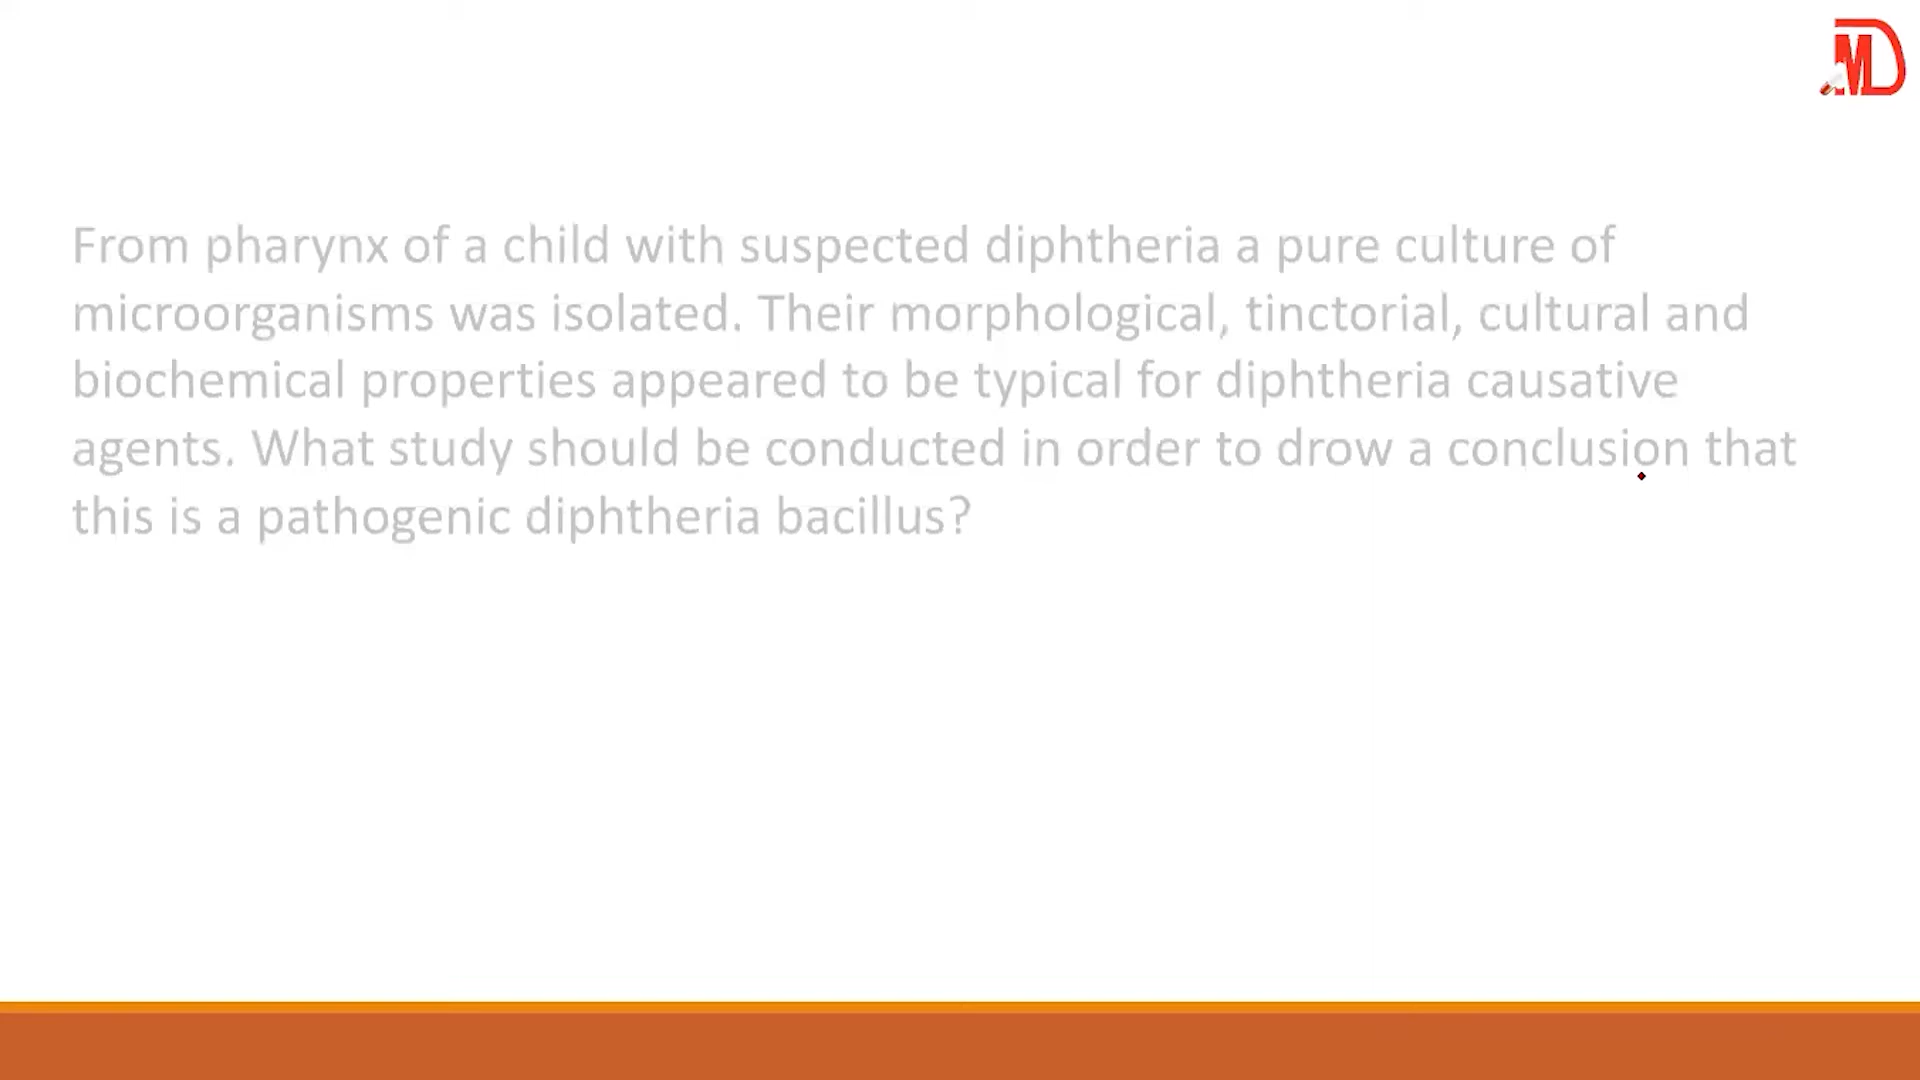 MD
From pharynx of a child with suspected diphtheria a pure culture of
microorganisms was isolated. Their morphological, tinctorial, cultural and
biochemical properties appeared to be typical for diphtheria causative
agents. What study should be conducted in order to drow a conclusion that
this is a pathogenic diphtheria bacillus?